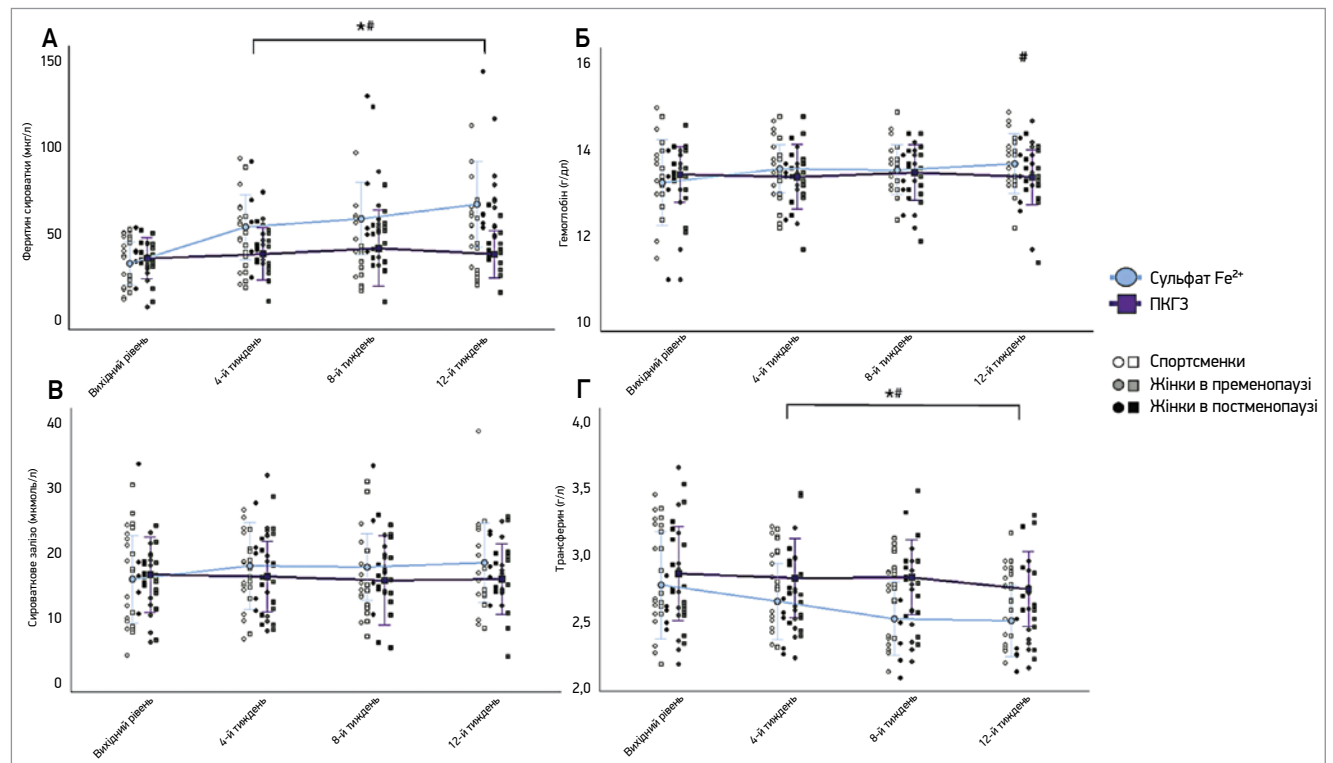 А
*#
150
100
50
0
Феритин сироватки (мкг/л)
Вихідний рівень
4-й тиждень
8-й тиждень
12-й тиждень
Б
#
16
14
12
10
Гемоглобін (г/дл)
Вихідний рівень
4-й тиждень
8-й тиждень
12-й тиждень
Сульфат Fe²⁺
ПКГЗ
Спортсменки
Жінки в пременопаузі
Жінки в постменопаузі
В
40
30
20
10
0
Сироваткове залізо (мкмоль/л)
Вихідний рівень
4-й тиждень
8-й тиждень
12-й тиждень
Г
*#
4,0
3,5
3,0
2,5
2,0
Трансферин (г/л)
Вихідний рівень
4-й тиждень
8-й тиждень
12-й тиждень